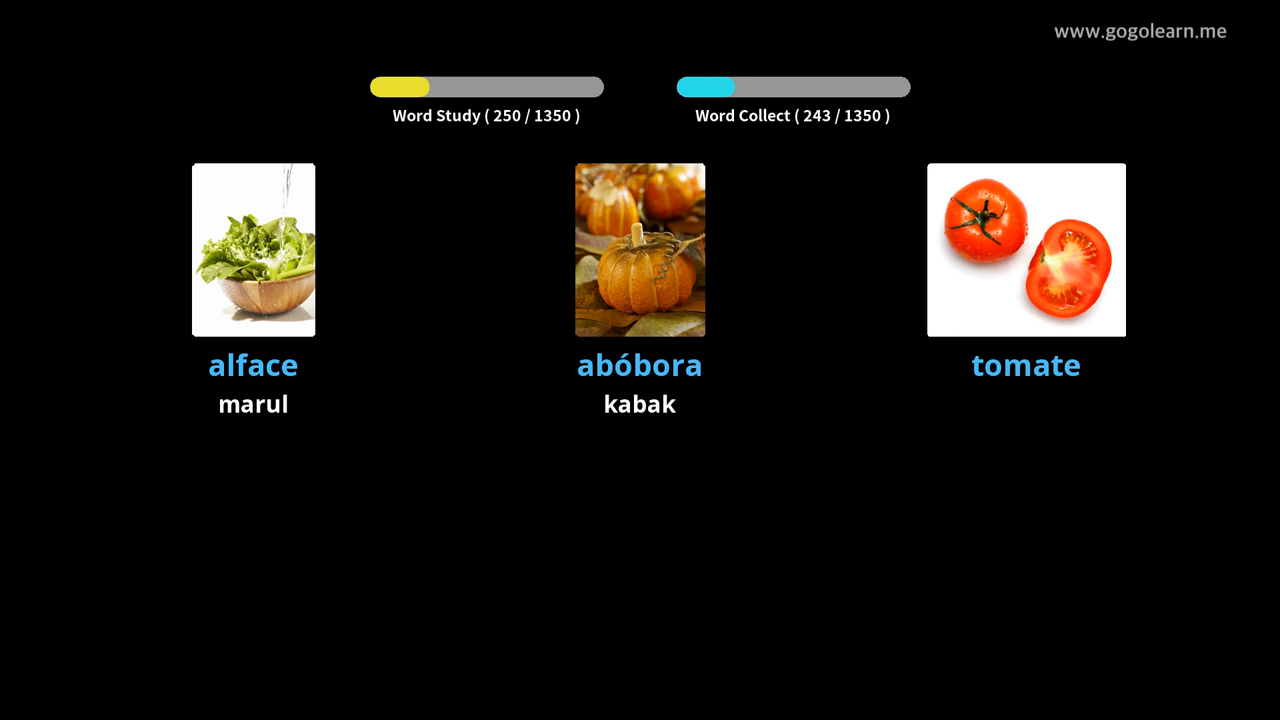 www.gogolearn.me
Word Study ( 250 / 1350 )
Word Collect ( 243 / 1350 )
alface
marul
abóbora
kabak
tomate